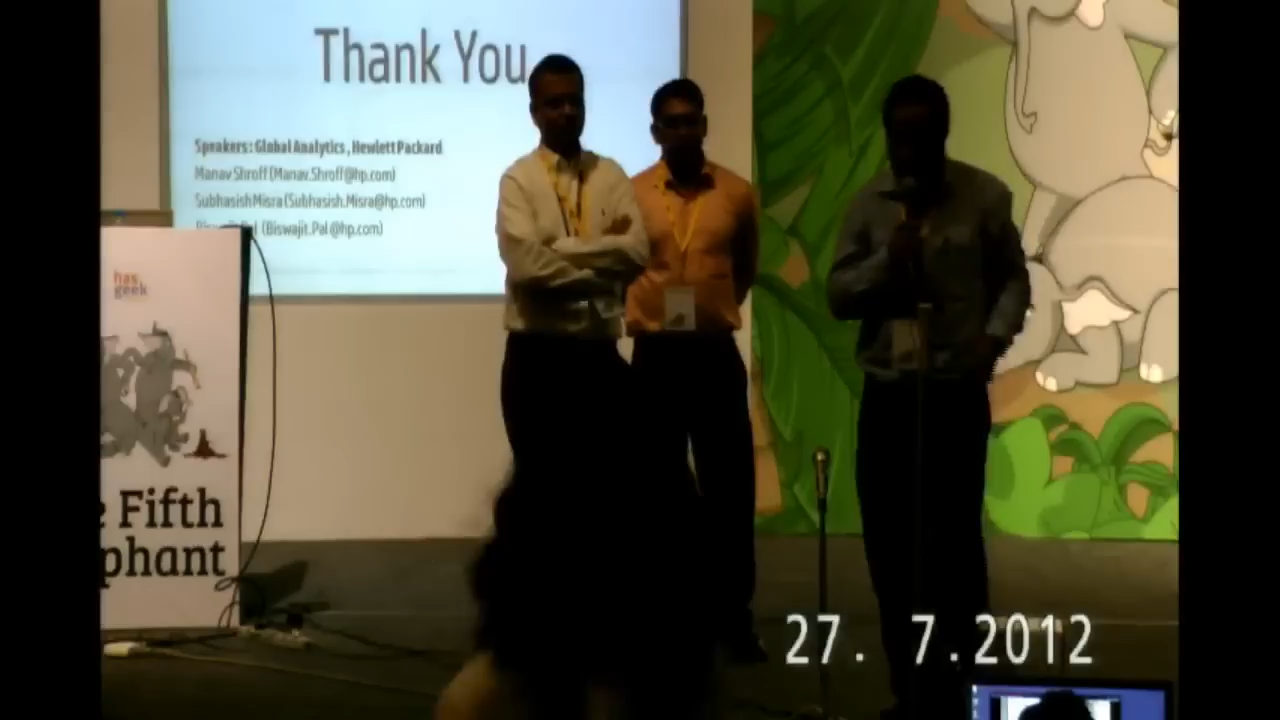 Thank You
Speakers : Global Analytics , Hewlett Packard
Manav Shroff (Manav.Shroff@hp.com)
Subhasish Misra (Subhasish.Misra@hp.com)
(Biswajit.Pal@hp.com)
has
geek
Fifth
phant
27. 7.2012